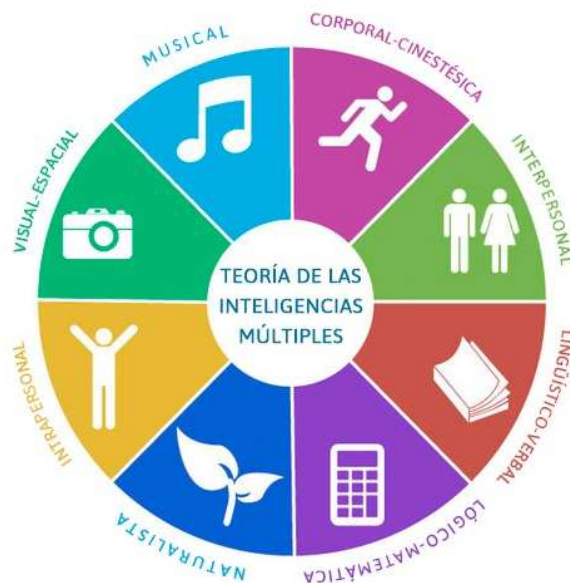 TEORÍA DE LAS
INTELIGENCIAS
MÚLTIPLES
MUSICAL
CORPORAL-CINESTÉSICA
INTERPERSONAL
LINGÜÍSTICO-VERBAL
LÓGICO-MATEMÁTICA
NATURALISTA
INTRAPERSONAL
VISUAL-ESPACIAL